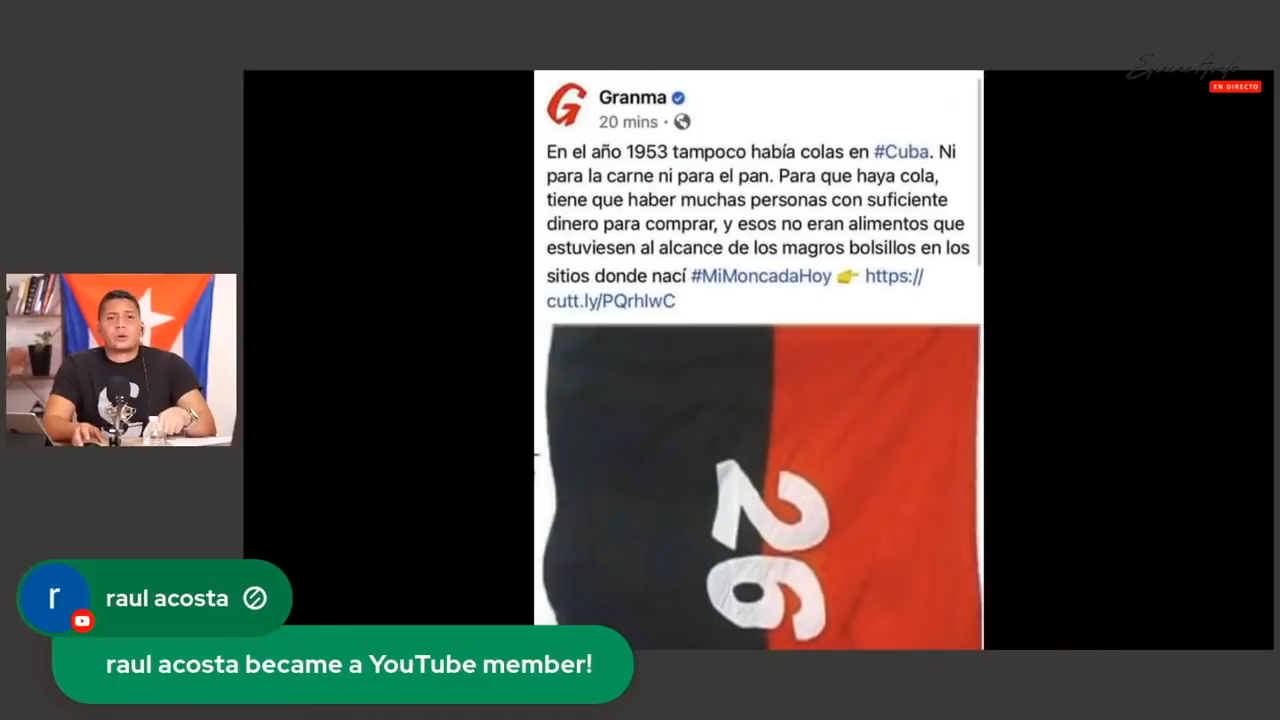 EN DIRECTO
Granma
20 mins ·
En el año 1953 tampoco había colas en #Cuba. Ni
para la carne ni para el pan. Para que haya cola,
tiene que haber muchas personas con suficiente
dinero para comprar, y esos no eran alimentos que
estuviesen al alcance de los magros bolsillos en los
sitios donde nací #MiMoncadaHoy 👉 https://
cutt.ly/PQrhlwC
26
r raul acosta
raul acosta became a YouTube member!